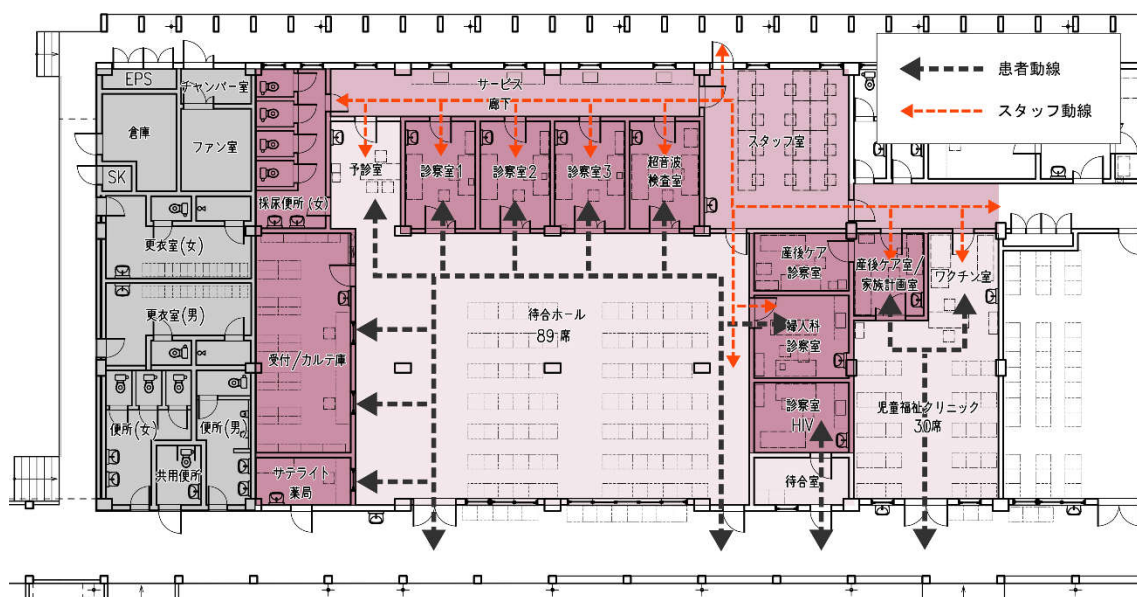 患者動線
スタッフ動線
EPS
チャンバー室
倉庫
ファン室
SK
採尿便所(女)
更衣室(女)
更衣室(男)
受付/カルテ庫
便所(女)
便所(男)
共用便所
サテライト
薬局
サービス
廊下
予診室
診察室1
診察室2
診察室3
超音波
検査室
スタッフ室
待合ホール
89席
産後ケア
診察室
産後ケア室/
家族計画室
ワクチン室
婦人科
診察室
診察室
HIV
待合室
児童福祉クリニック
30席